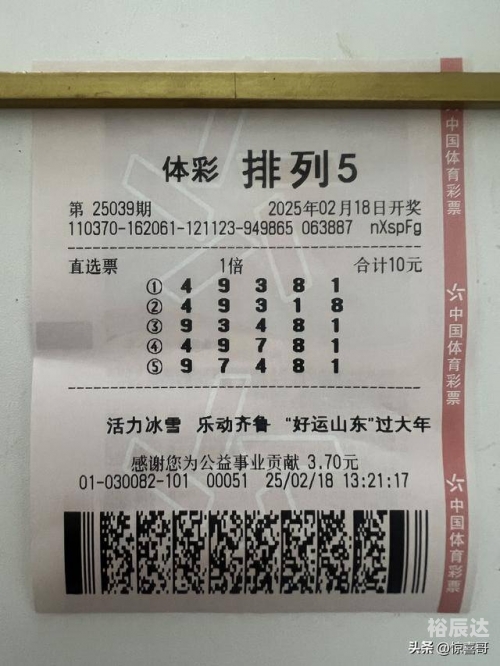 体彩 排列5
第 25039期 2025年02月18日开奖
110370-162061-121123-949865 063887 nXspFg
直选票 1倍 合计10元
① 4 9 3 8 1
② 4 9 3 1 8
③ 9 3 4 8 1
④ 4 9 7 8 1
⑤ 9 7 4 8 1
活力冰雪 乐动齐鲁 “好运山东”过大年
感谢您为公益事业贡献 3.70元
01-030082-101 00051 25/02/18 13:21:17
中国体育彩票
中国体育彩票
中国体育彩票
裕辰达
头条 @惊喜哥